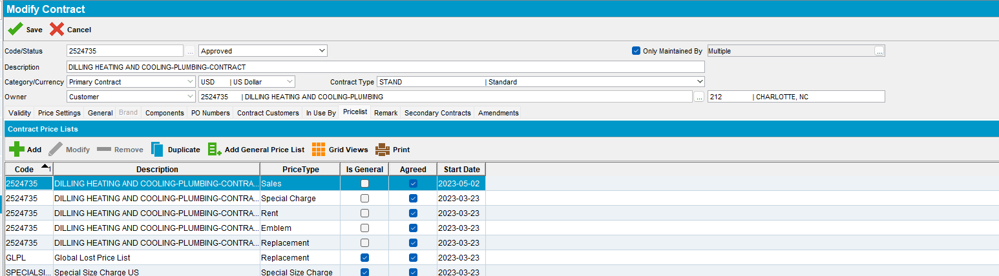 Modify Contract
Save Cancel
Code/Status 2524735 ... Approved Only Maintained By Multiple ...
Description DILLING HEATING AND COOLING-PLUMBING-CONTRACT
Category/Currency Primary Contract USD | US Dollar Contract Type STAND | Standard
Owner Customer 2524735 | DILLING HEATING AND COOLING-PLUMBING ... 212 | CHARLOTTE, NC
Validity Price Settings General Brand Components PO Numbers Contract Customers In Use By Pricelist Remark Secondary Contracts Amendments
Contract Price Lists
Add Modify Remove Duplicate Add General Price List Grid Views Print
Code 1 Description PriceType Is General Agreed Start Date
2524735 DILLING HEATING AND COOLING-PLUMBING-CONTRA... Sales 2023-05-02
2524735 DILLING HEATING AND COOLING-PLUMBING-CONTRA... Special Charge 2023-03-23
2524735 DILLING HEATING AND COOLING-PLUMBING-CONTRA... Rent 2023-03-23
2524735 DILLING HEATING AND COOLING-PLUMBING-CONTRA... Emblem 2023-03-23
2524735 DILLING HEATING AND COOLING-PLUMBING-CONTRA... Replacement 2023-03-23
GLPL Global Lost Price List Replacement 2023-03-23
SPECIALSI... Special Size Charge US Special Size Charge 2023-03-23